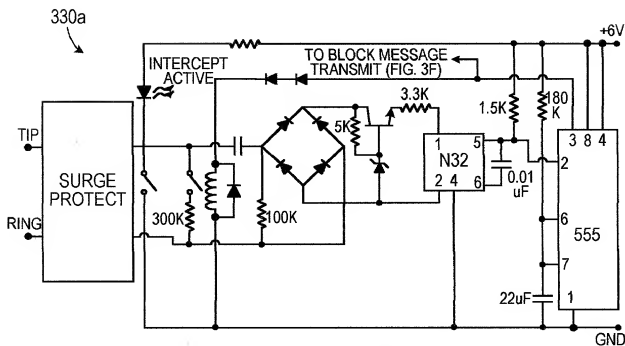 330a
+6V
INTERCEPT
ACTIVE
TO BLOCK MESSAGE
TRANSMIT (FIG. 3F)
3.3K
1.5K
180
K
5K
3 8 4
TIP
1 5
N32
2 4 6
0.01
uF
2
SURGE
PROTECT
300K
100K
RING
6
555
7
22uF
1
GND